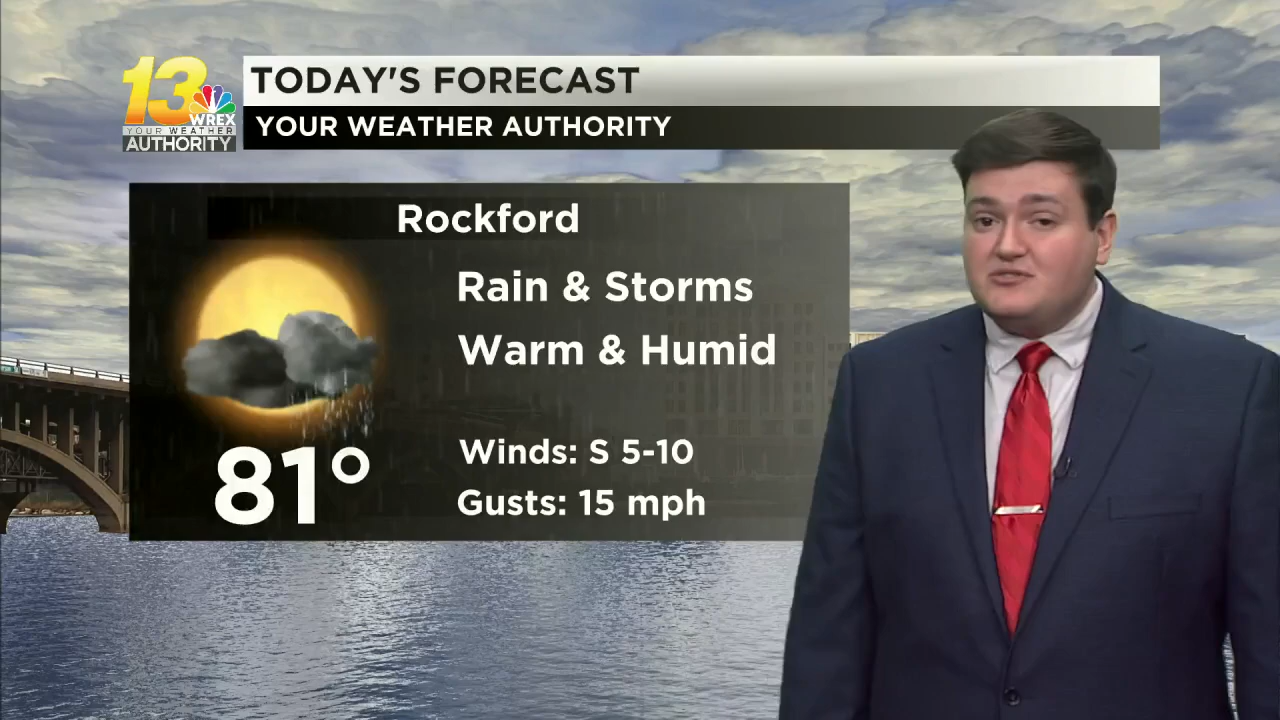 13
WREX
YOUR WEATHER
AUTHORITY
TODAY'S FORECAST
YOUR WEATHER AUTHORITY
Rockford
Rain & Storms
Warm & Humid
81°
Winds: S 5-10
Gusts: 15 mph